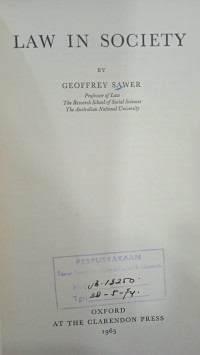 LAW IN SOCIETY
BY
GEOFFREY SAWER
Professor of Law
The Research School of Social Sciences
The Australian National University
PERPUSTAKAAN
OXFORD
AT THE CLARENDON PRESS
1965